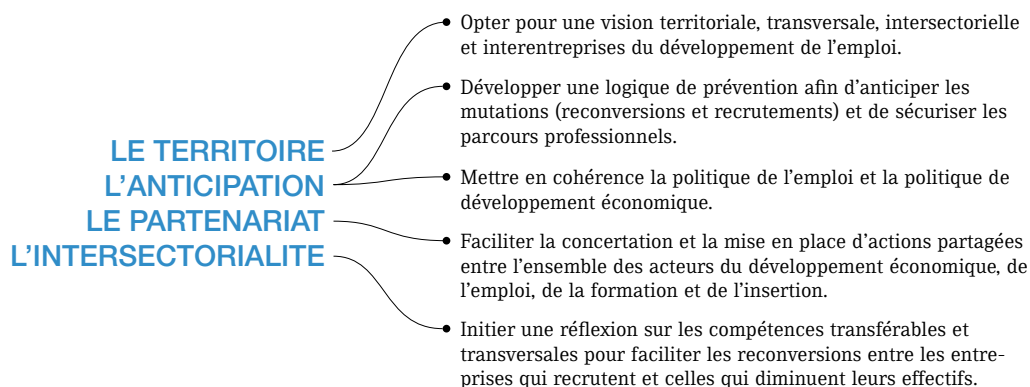 LE TERRITOIRE
L'ANTICIPATION
LE PARTENARIAT
L'INTERSECTORIALITE
• Opter pour une vision territoriale, transversale, intersectorielle
et interentreprises du développement de l'emploi.
• Développer une logique de prévention afin d'anticiper les
mutations (reconversions et recrutements) et de sécuriser les
parcours professionnels.
• Mettre en cohérence la politique de l'emploi et la politique de
développement économique.
• Faciliter la concertation et la mise en place d'actions partagées
entre l'ensemble des acteurs du développement économique, de
l'emploi, de la formation et de l'insertion.
• Initier une réflexion sur les compétences transférables et
transversales pour faciliter les reconversions entre les entre-
prises qui recrutent et celles qui diminuent leurs effectifs.